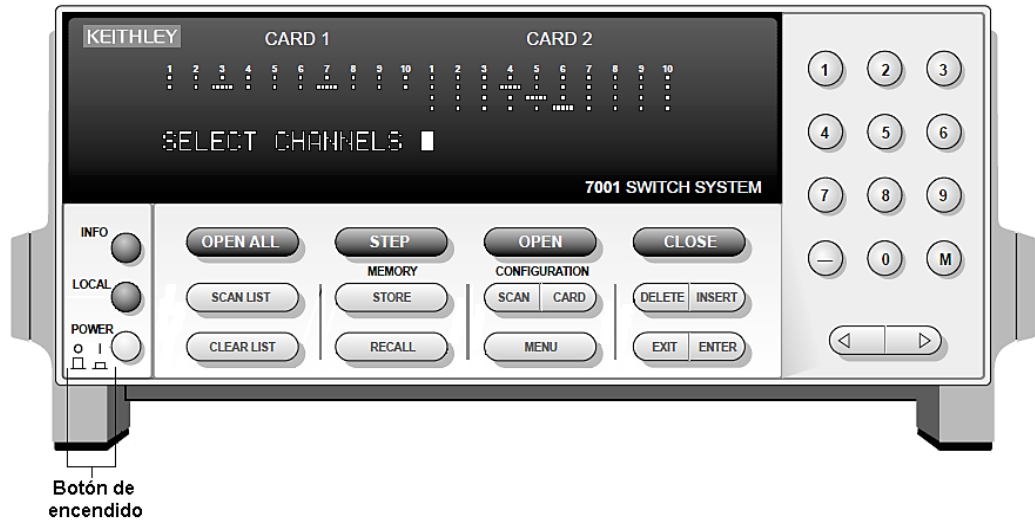 KEITHLEY
CARD 1 CARD 2
1 2 3 4 5 6 7 8 9 10 1 2 3 4 5 6 7 8 9 10
SELECT CHANNELS
7001 SWITCH SYSTEM
INFO
LOCAL
POWER
O I
OPEN ALL STEP OPEN CLOSE
MEMORY CONFIGURATION
SCAN LIST STORE SCAN CARD DELETE INSERT
CLEAR LIST RECALL MENU EXIT ENTER
1 2 3
4 5 6
7 8 9
— 0 M
Botón de
encendido